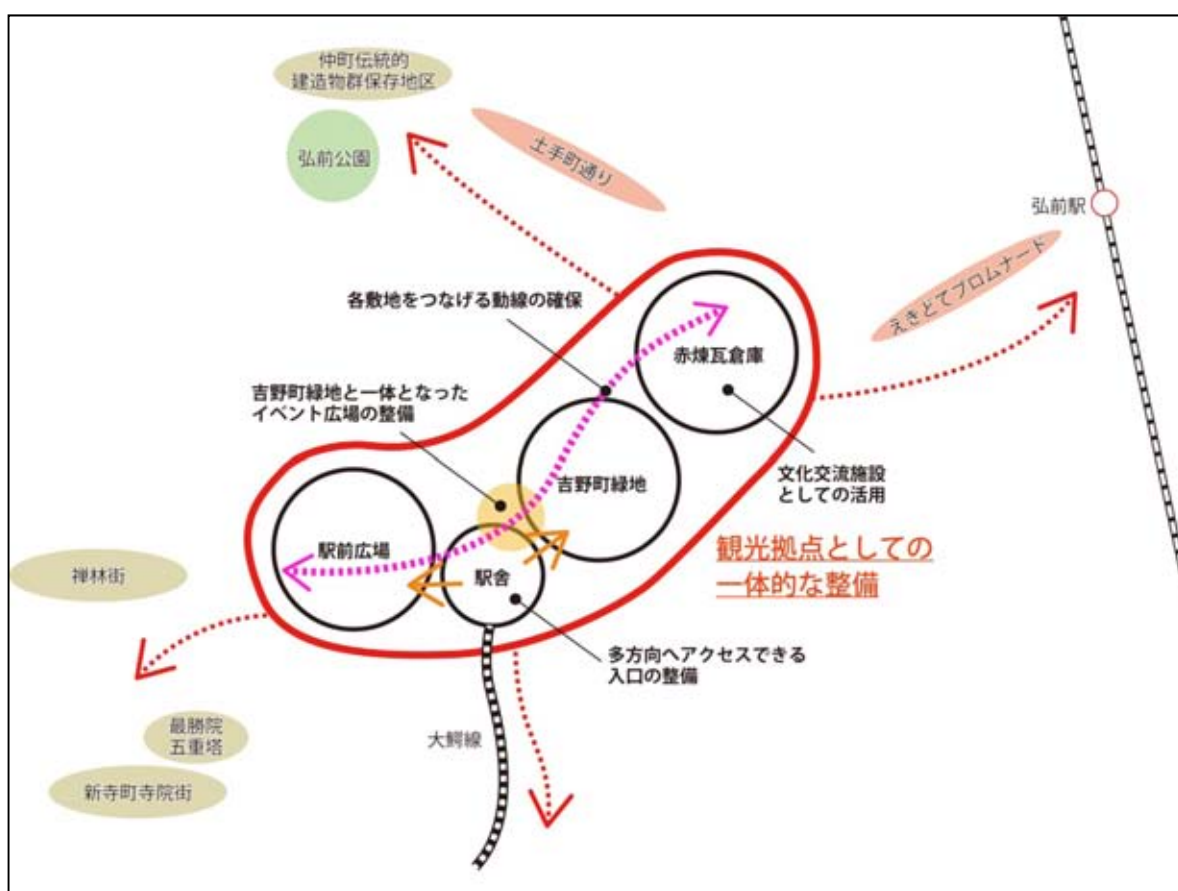 仲町伝統的
建造物群保存地区
弘前公園
土手町通り
弘前駅
えきどてプロムナード
各敷地をつなげる動線の確保
赤煉瓦倉庫
吉野町緑地と一体となった
イベント広場の整備
吉野町緑地
文化交流施設
としての活用
駅前広場
駅舎
観光拠点としての
一体的な整備
禅林街
多方向へアクセスできる
入口の整備
最勝院
五重塔
大鰐線
新寺町寺院街